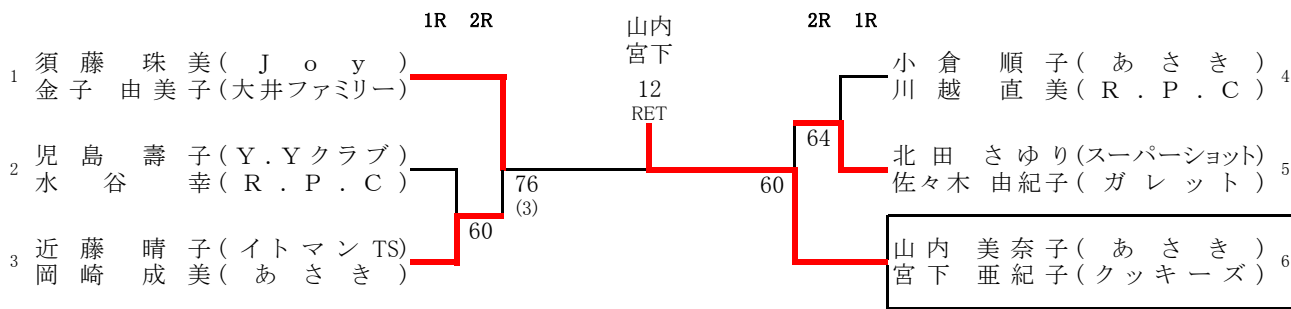 1R 2R
2R 1R
山内
宮下
12
RET
1
須藤 珠美(Joy)
金子 由美子(大井ファミリー)
2
児島 壽子(Y.Yクラブ)
水谷 幸(R.P.C)
3
近藤 晴子(イトマンTS)
岡崎 成美(あさき)
60
76
(3)
小倉 順子(あさき)
川越 直美(R.P.C)
4
北田 さゆり(スーパーショット)
佐々木 由紀子(ガレット)
5
山内 美奈子(あさき)
宮下 亜紀子(クッキーズ)
6
64
60